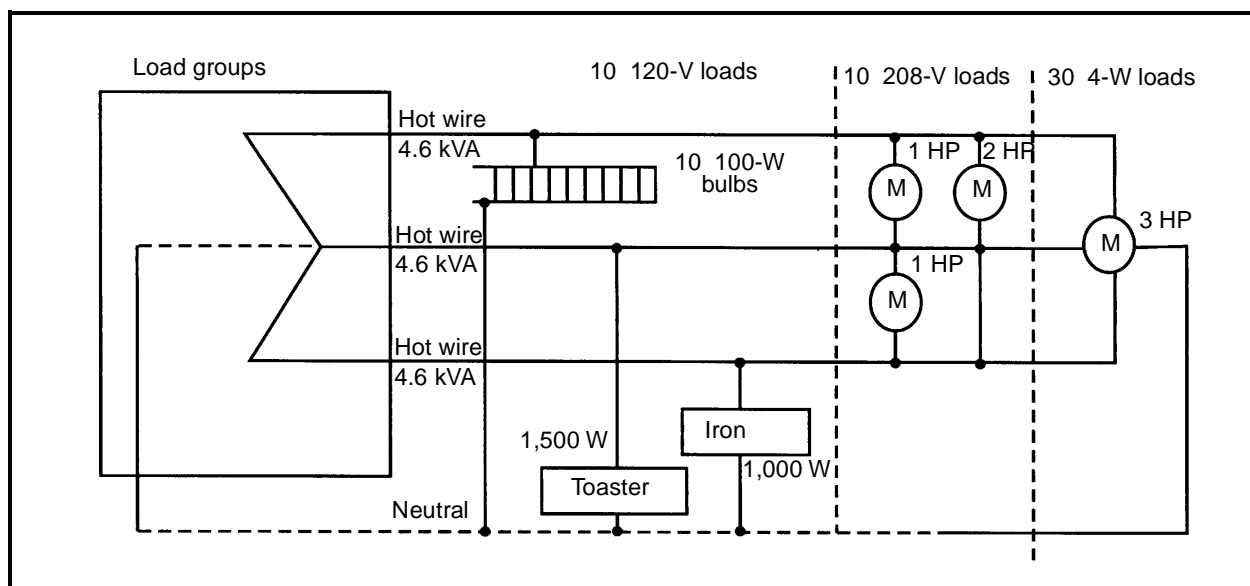 Load groups
10 120-V loads
10 208-V loads
30 4-W loads
Hot wire
4.6 kVA
10 100-W
bulbs
1 HP
2 HP
M
M
3 HP
M
Hot wire
4.6 kVA
1 HP
M
Hot wire
4.6 kVA
1,500 W
Iron
1,000 W
Toaster
Neutral